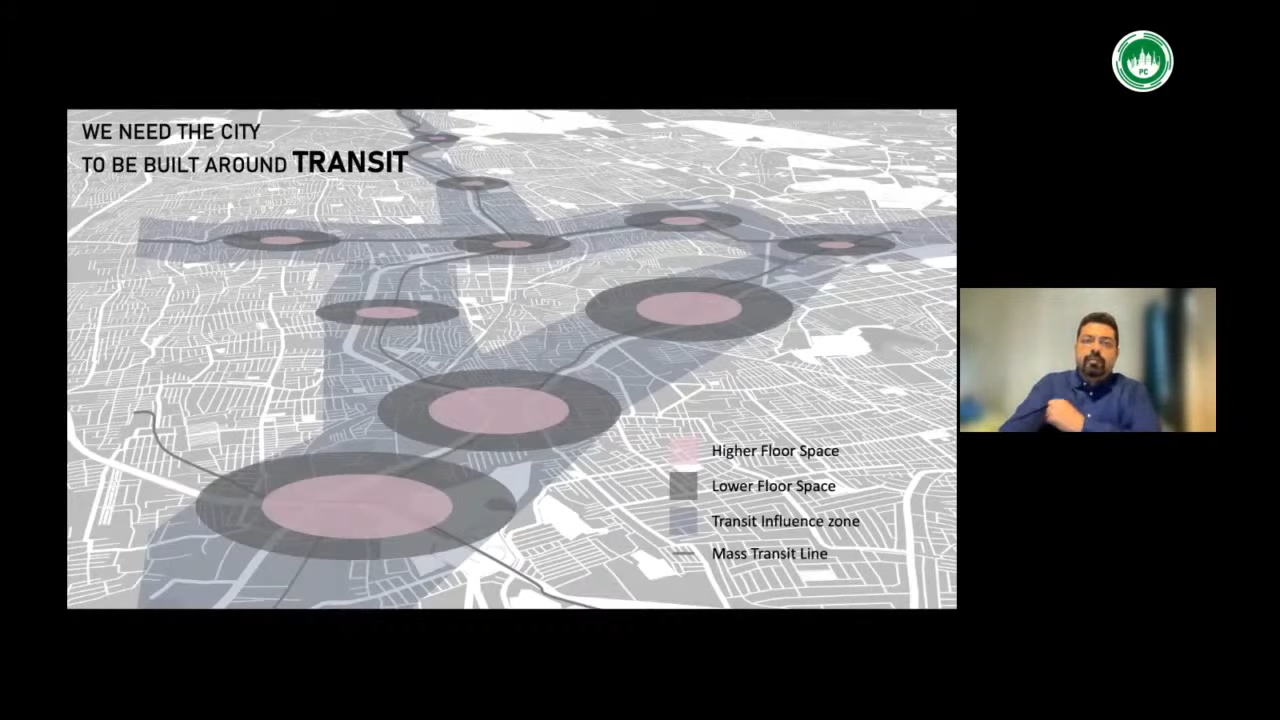 PC
WE NEED THE CITY
TO BE BUILT AROUND TRANSIT
Higher Floor Space
Lower Floor Space
Transit Influence zone
Mass Transit Line